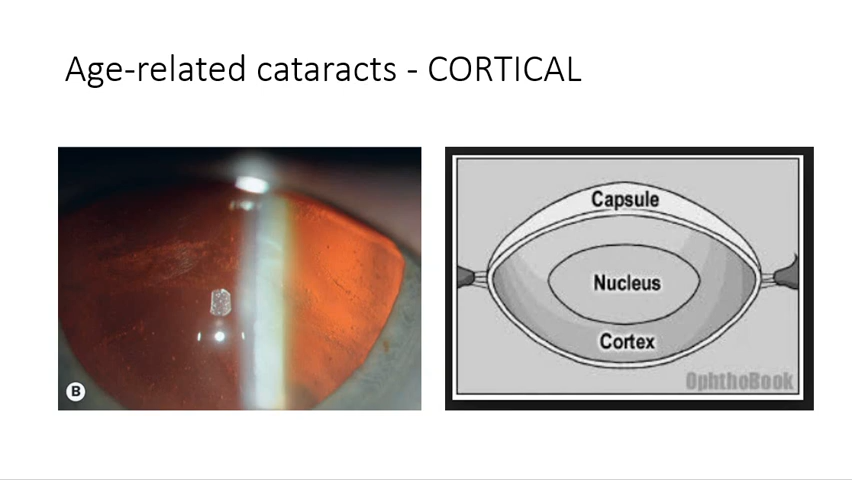 Age-related cataracts - CORTICAL
B
Capsule
Nucleus
Cortex
OphthoBook